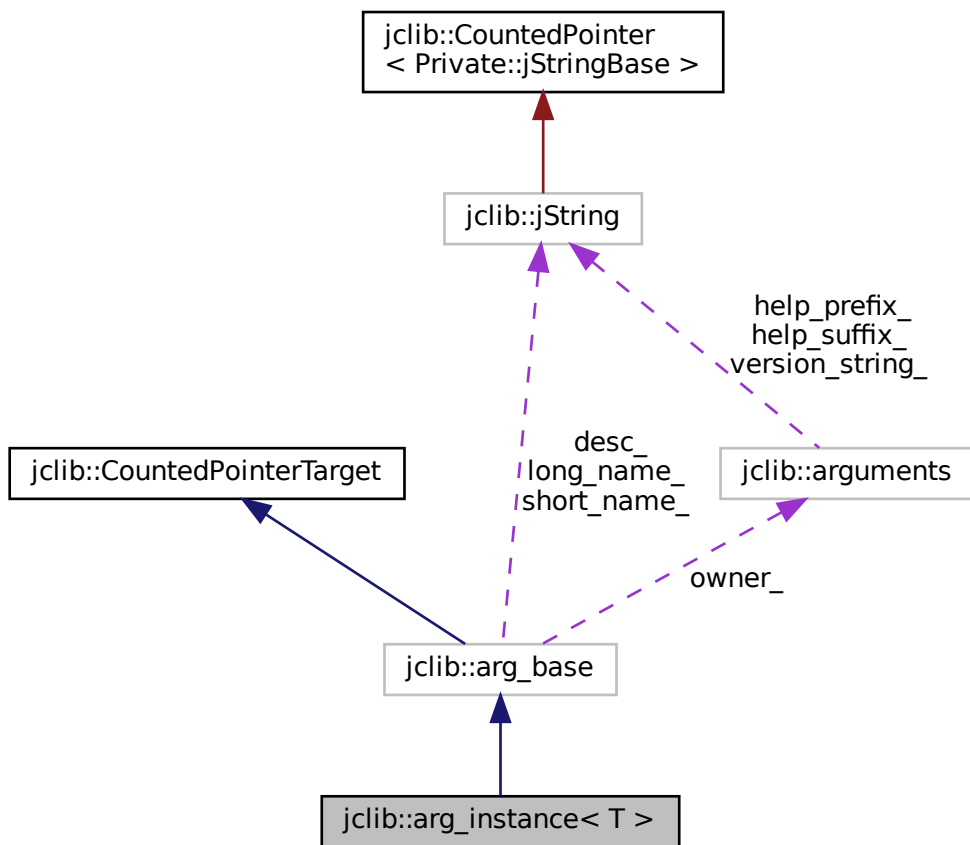 jclib::CountedPointer
< Private::jStringBase >
jclib::jString
help_prefix_
help_suffix_
version_string_
desc_
long_name_
short_name_
jclib::CountedPointerTarget
jclib::arguments
owner_
jclib::arg_base
jclib::arg_instance< T >